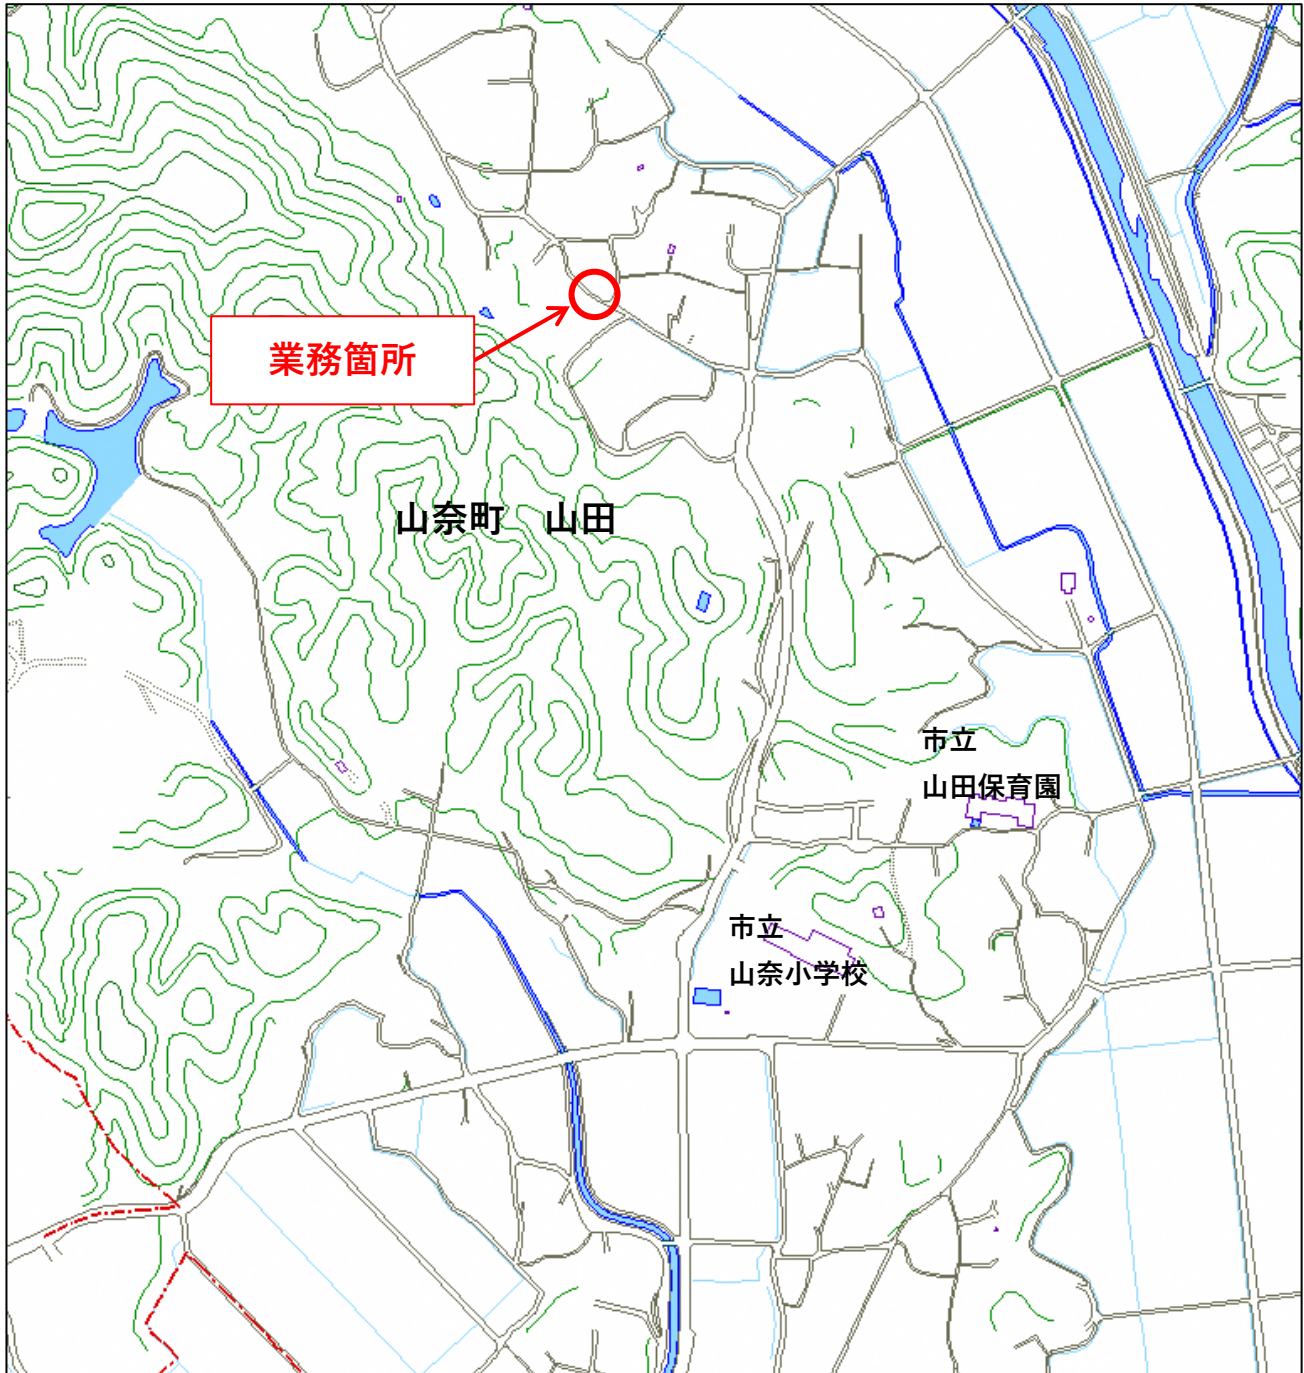 業務箇所
山奈町　山田
市立
山田保育園
市立
山奈小学校